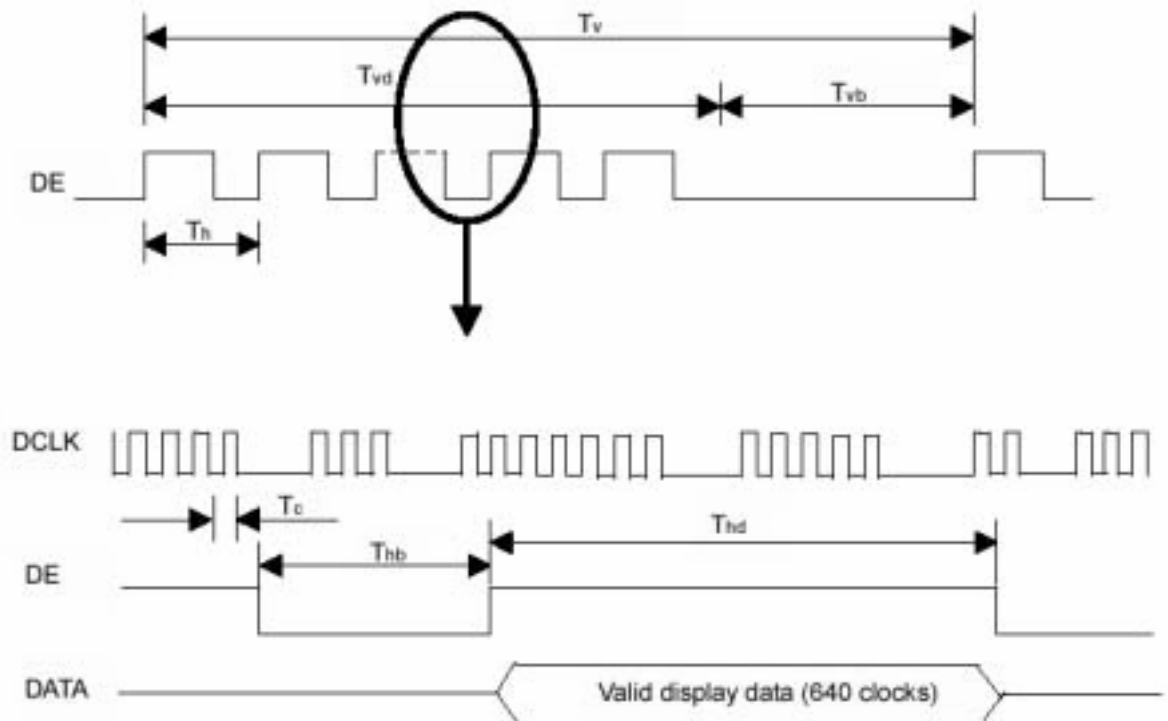 Tv
Tvd
Tvb
DE
Th
DCLK
Tc
Thd
Thb
DE
DATA
Valid display data (640 clocks)